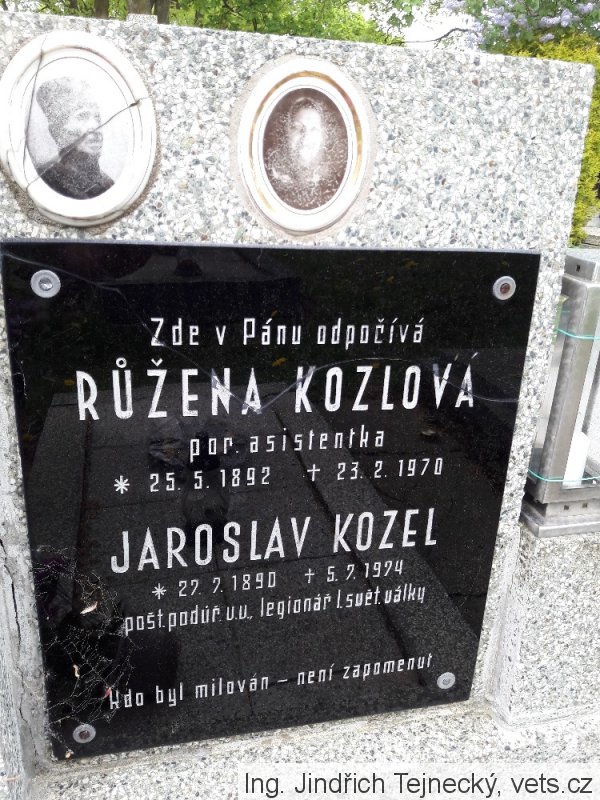 Zde v Pánu odpočívá
RŮŽENA KOZLOVÁ
por. asistentka
* 25. 5. 1892 + 23. 2. 1970
JAROSLAV KOZEL
* 27. 7. 1890 + 5. 7. 1974
pošt. podúř. v.v., legionář I. svět. války
Kdo byl milován – není zapomenut
Ing. Jindřich Tejnecký, vets.cz